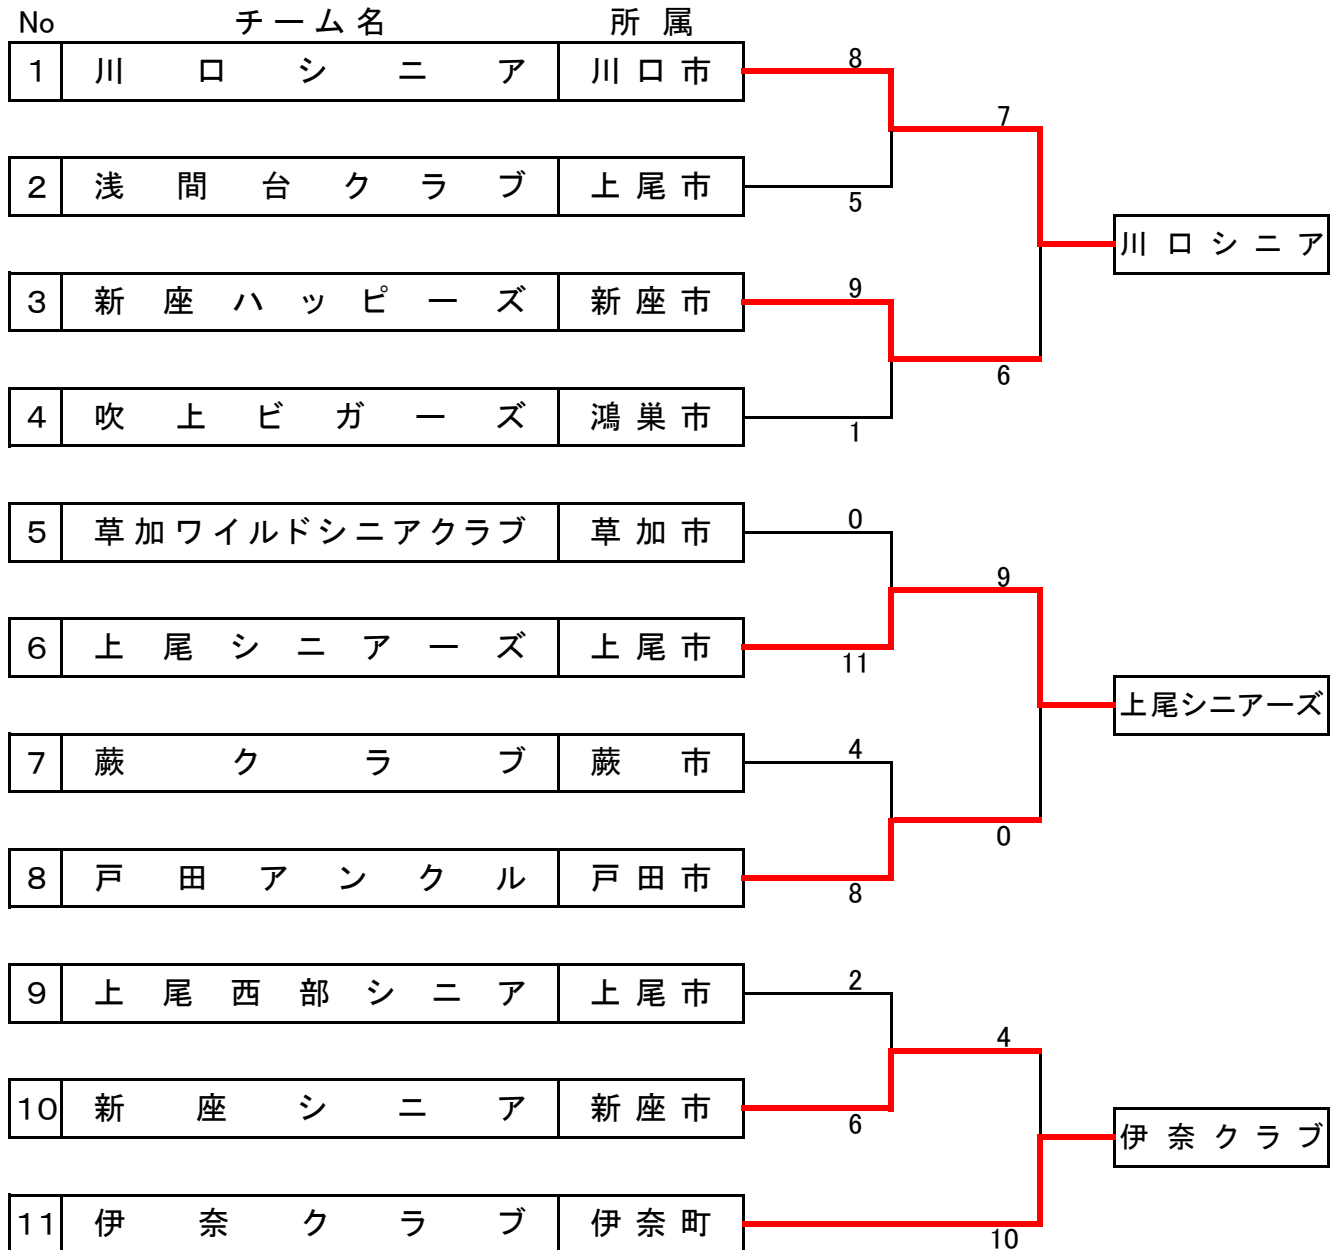 No チーム名 所属
1 川口シニア 川口市 8
7
2 浅間台クラブ 上尾市 5
川口シニア
3 新座ハッピーズ 新座市 9
6
4 吹上ビガーズ 鴻巣市 1
5 草加ワイルドシニアクラブ 草加市 0
9
6 上尾シニアーズ 上尾市 11
上尾シニアーズ
7 蕨クラブ 蕨市 4
0
8 戸田アンクル 戸田市 8
9 上尾西部シニア 上尾市 2
4
10 新座シニア 新座市 6
伊奈クラブ
11 伊奈クラブ 伊奈町 10